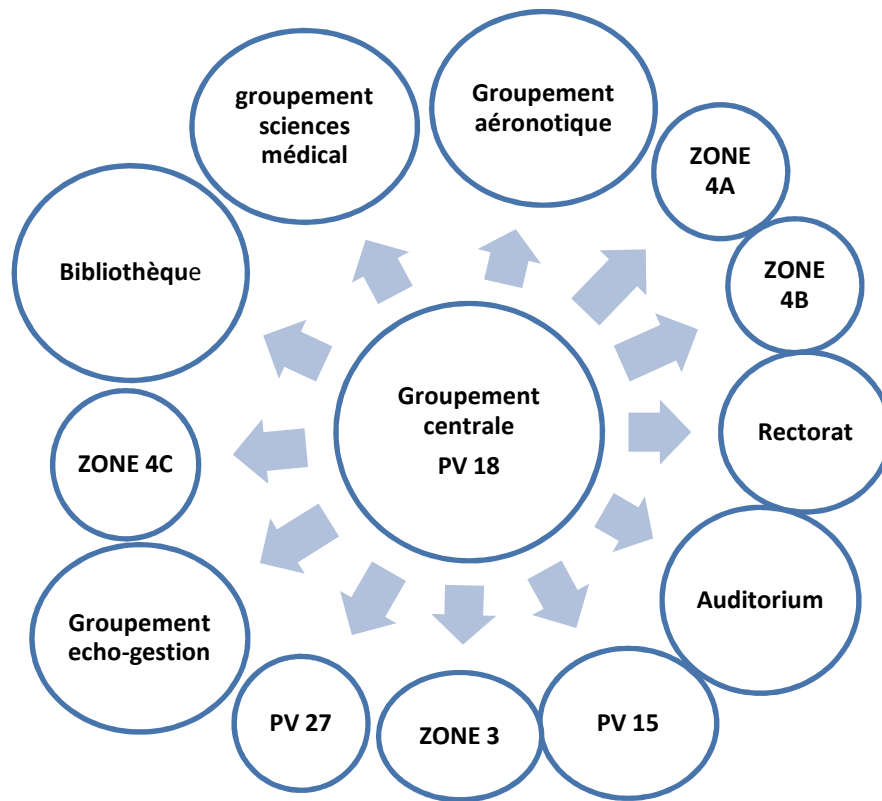 groupement
sciences
médical
Groupement
aéronotique
ZONE
4A
ZONE
4B
Bibliothèque
Groupement
centrale
PV 18
Rectorat
ZONE 4C
Auditorium
Groupement
echo-gestion
PV 27
ZONE 3
PV 15